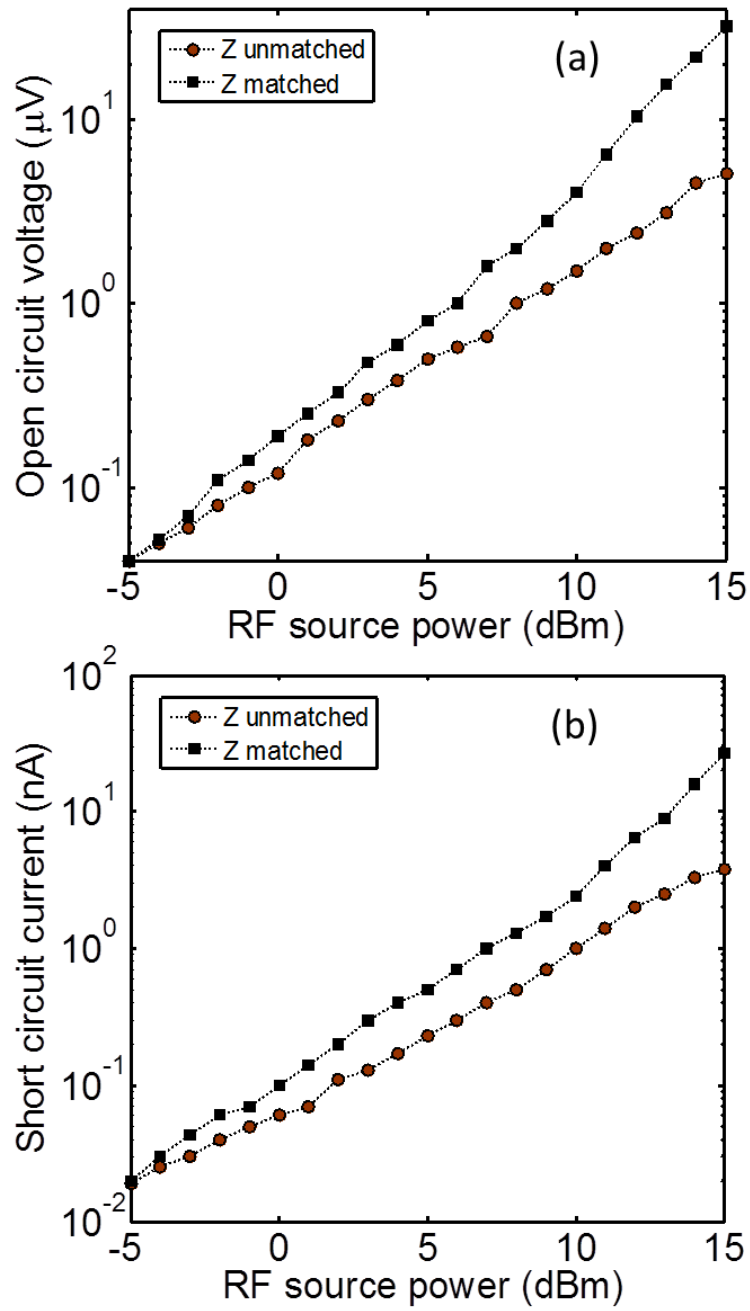 (a)
Z unmatched
Z matched
Open circuit voltage (μV)
10^1
10^0
10^-1
-5 0 5 10 15
RF source power (dBm)
(b)
Z unmatched
Z matched
Short circuit current (nA)
10^2
10^1
10^0
10^-1
10^-2
-5 0 5 10 15
RF source power (dBm)